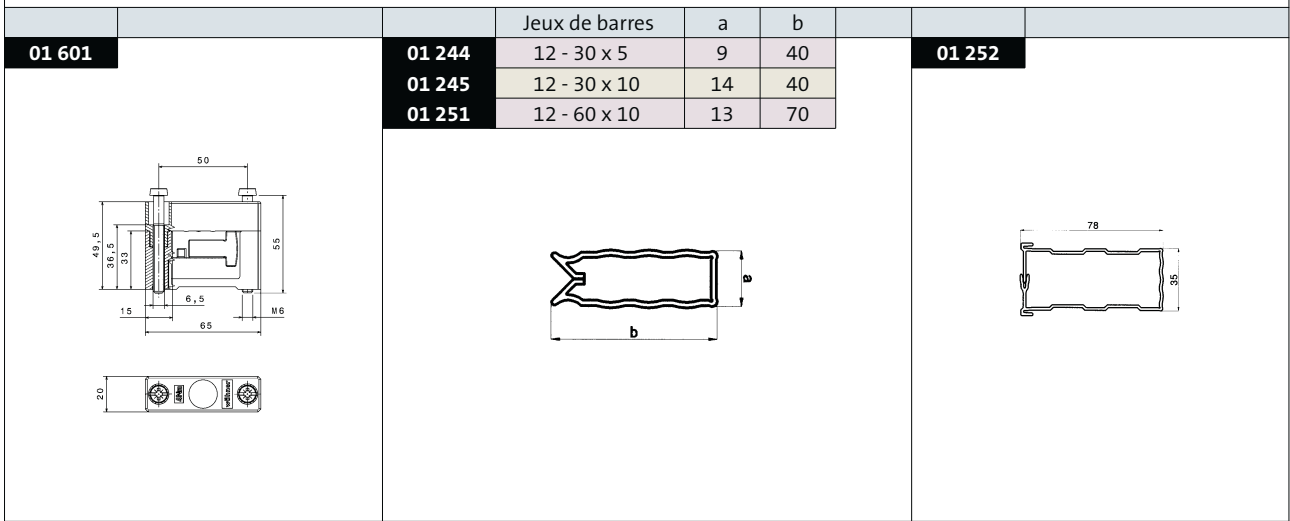 Jeux de barres a b
01 601
01 244 12 - 30 x 5 9 40
01 245 12 - 30 x 10 14 40
01 251 12 - 60 x 10 13 70
01 252
50
49,5
36,5
33
55
6,5
15
M6
65
20
wöhner
a
b
78
35